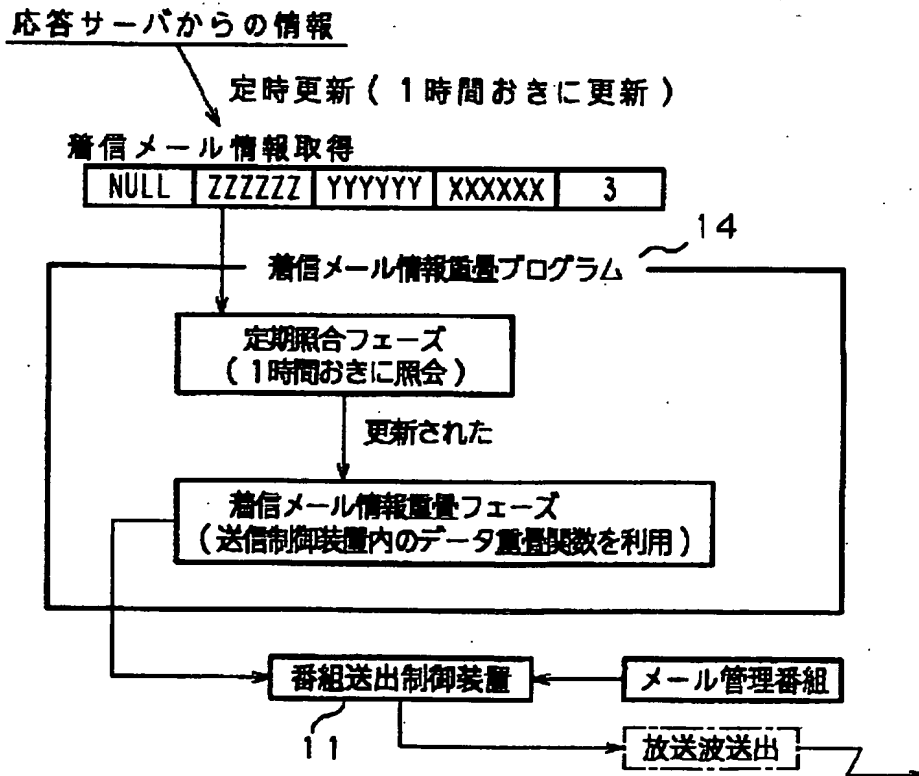 応答サーバからの情報
定時更新(1時間おきに更新)
着信メール情報取得
NULL ZZZZZZ YYYYYY XXXXXX 3
14
着信メール情報重畳プログラム
定期照合フェーズ
(1時間おきに照会)
更新された
着信メール情報重畳フェーズ
(送信制御装置内のデータ重畳関数を利用)
番組送出制御装置
メール管理番組
11
放送波送出